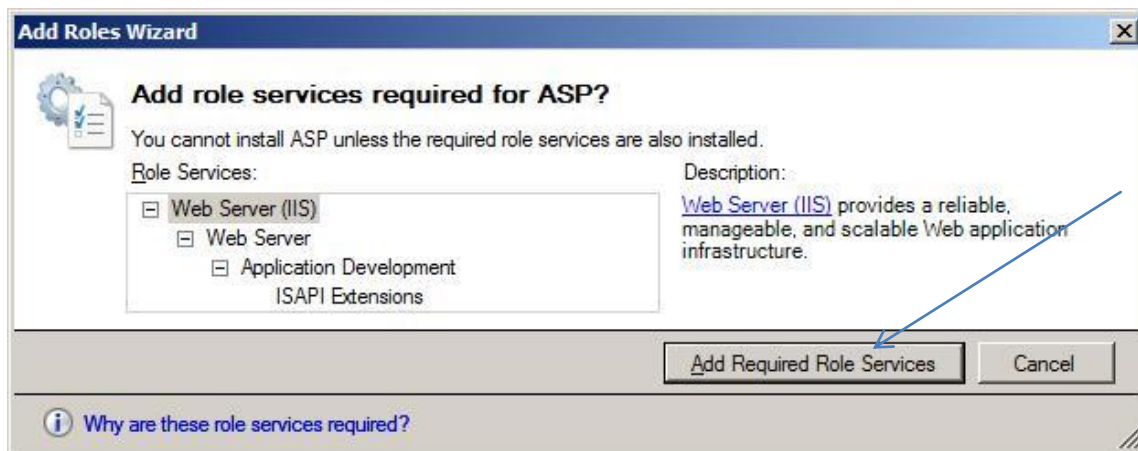 Add Roles Wizard
Add role services required for ASP?
You cannot install ASP unless the required role services are also installed.
Role Services:
Web Server (IIS)
Web Server
Application Development
ISAPI Extensions
Description:
Web Server (IIS) provides a reliable,
manageable, and scalable Web application
infrastructure.
Add Required Role Services
Cancel
Why are these role services required?